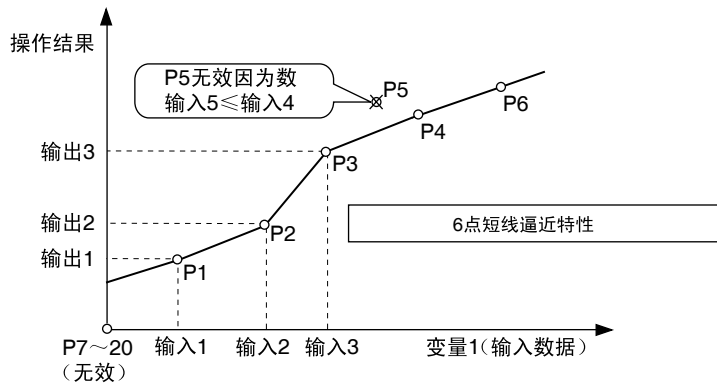 操作结果
P5无效因为数
输入5≤输入4
P5
P6
P4
输出3
P3
输出2
P2
6点短线逼近特性
输出1
P1
P7～20
（无效）
输入1
输入2
输入3
变量1（输入数据）